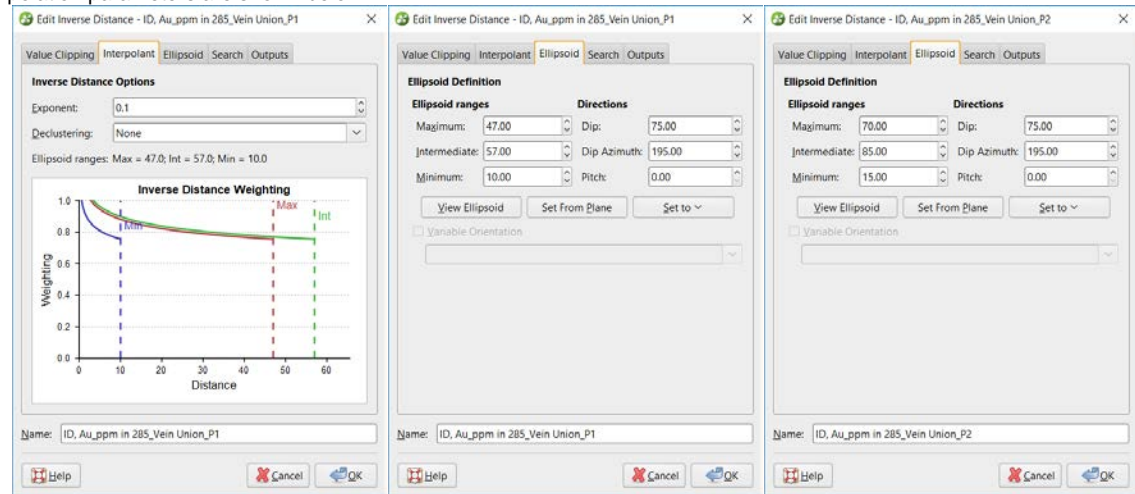 Edit Inverse Distance - ID, Au_ppm in 285_Vein Union_P1
Value Clipping Interpolant Ellipsoid Search Outputs
Inverse Distance Options
Exponent: 0.1
Declustering: None
Ellipsoid ranges: Max = 47.0; Int = 57.0; Min = 10.0
Inverse Distance Weighting
Max
Int
Min
1.0
0.8
0.6
0.4
0.2
0.0
Weighting
0 10 20 30 40 50 60
Distance
Name: ID, Au_ppm in 285_Vein Union_P1
Help Cancel OK
Edit Inverse Distance - ID, Au_ppm in 285_Vein Union_P1
Value Clipping Interpolant Ellipsoid Search Outputs
Ellipsoid Definition
Ellipsoid ranges Directions
Maximum: 47.00 Dip: 75.00
Intermediate: 57.00 Dip Azimuth: 195.00
Minimum: 10.00 Pitch: 0.00
View Ellipsoid Set From Plane Set to
Variable Orientation
Name: ID, Au_ppm in 285_Vein Union_P1
Help Cancel OK
Edit Inverse Distance - ID, Au_ppm in 285_Vein Union_P2
Value Clipping Interpolant Ellipsoid Search Outputs
Ellipsoid Definition
Ellipsoid ranges Directions
Maximum: 70.00 Dip: 75.00
Intermediate: 85.00 Dip Azimuth: 195.00
Minimum: 15.00 Pitch: 0.00
View Ellipsoid Set From Plane Set to
Variable Orientation
Name: ID, Au_ppm in 285_Vein Union_P2
Help Cancel OK